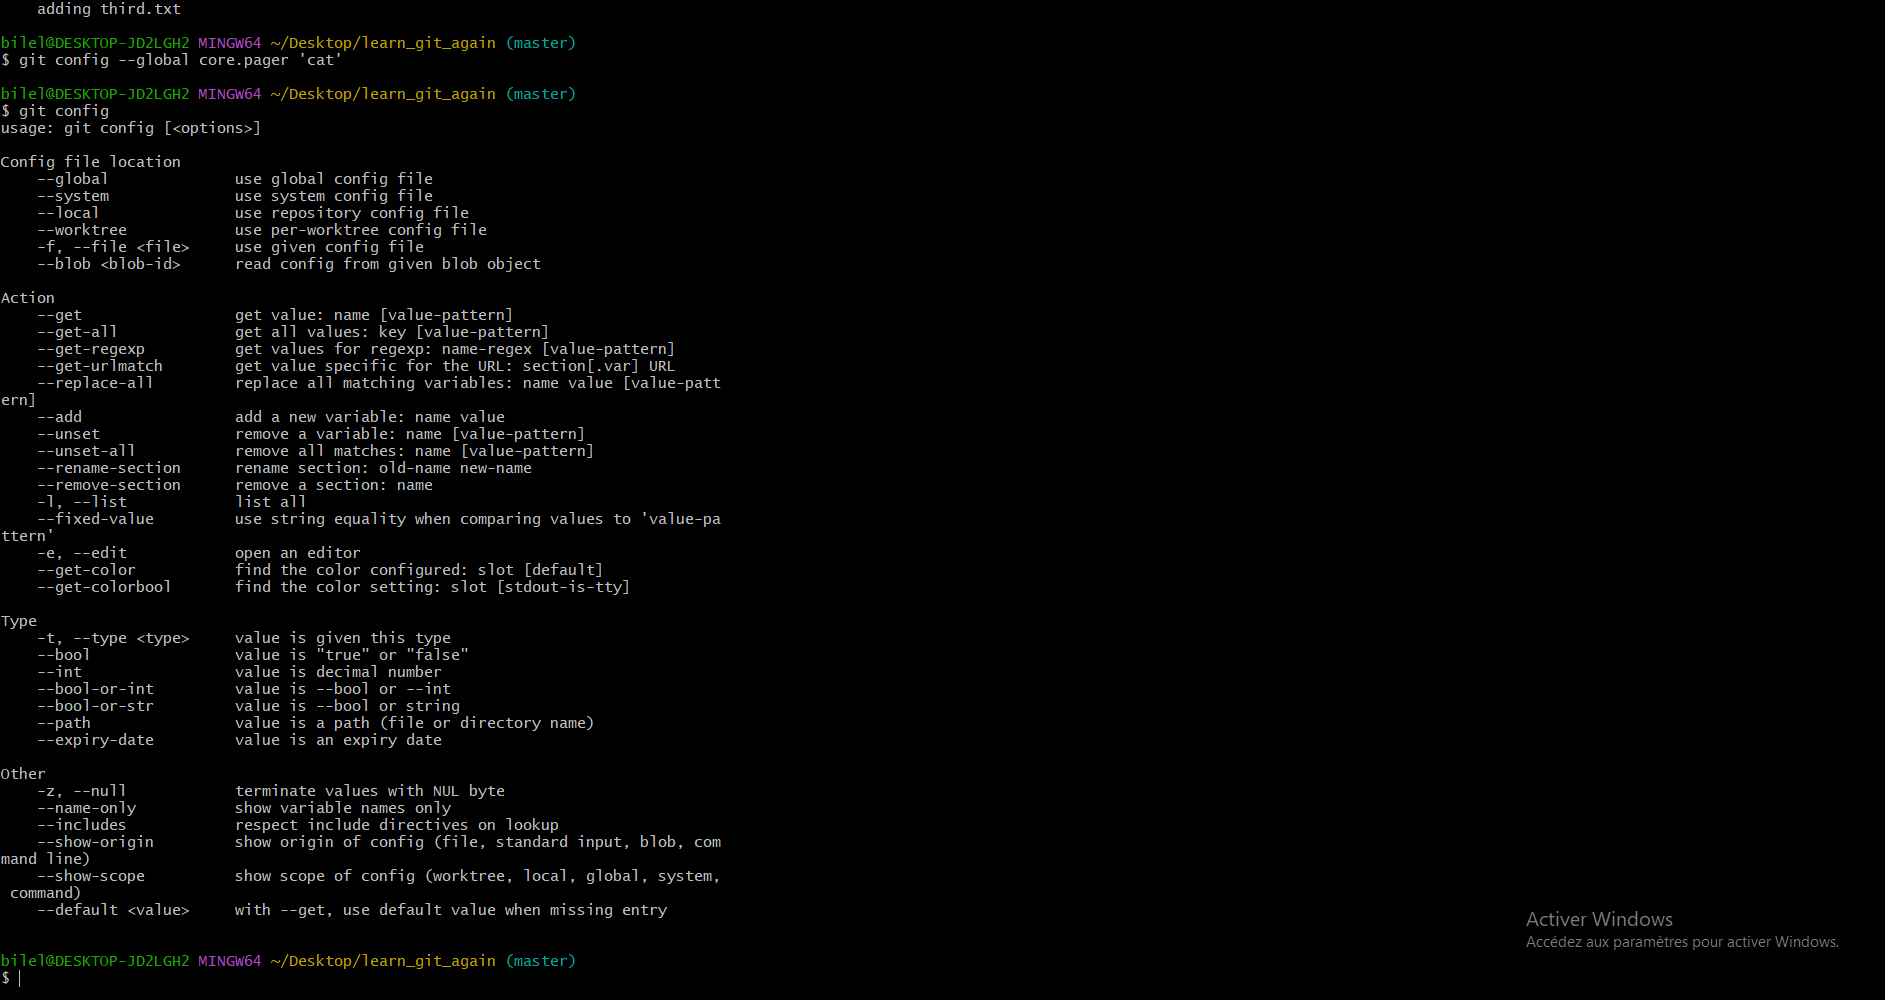 adding third.txt

bilel@DESKTOP-JD2LGH2 MINGW64 ~/Desktop/learn_git_again (master)
$ git config --global core.pager 'cat'

bilel@DESKTOP-JD2LGH2 MINGW64 ~/Desktop/learn_git_again (master)
$ git config
usage: git config [<options>]

Config file location
    --global              use global config file
    --system              use system config file
    --local               use repository config file
    --worktree            use per-worktree config file
    -f, --file <file>     use given config file
    --blob <blob-id>      read config from given blob object

Action
    --get                 get value: name [value-pattern]
    --get-all             get all values: key [value-pattern]
    --get-regexp          get values for regexp: name-regex [value-pattern]
    --get-urlmatch        get value specific for the URL: section[.var] URL
    --replace-all         replace all matching variables: name value [value-patt
ern]
    --add                 add a new variable: name value
    --unset               remove a variable: name [value-pattern]
    --unset-all           remove all matches: name [value-pattern]
    --rename-section      rename section: old-name new-name
    --remove-section      remove a section: name
    -l, --list            list all
    --fixed-value         use string equality when comparing values to 'value-pa
ttern'
    -e, --edit            open an editor
    --get-color           find the color configured: slot [default]
    --get-colorbool       find the color setting: slot [stdout-is-tty]

Type
    -t, --type <type>     value is given this type
    --bool                value is "true" or "false"
    --int                 value is decimal number
    --bool-or-int         value is --bool or --int
    --bool-or-str         value is --bool or string
    --path                value is a path (file or directory name)
    --expiry-date         value is an expiry date

Other
    -z, --null            terminate values with NUL byte
    --name-only           show variable names only
    --includes            respect include directives on lookup
    --show-origin         show origin of config (file, standard input, blob, com
mand line)
    --show-scope          show scope of config (worktree, local, global, system,
 command)
    --default <value>     with --get, use default value when missing entry

bilel@DESKTOP-JD2LGH2 MINGW64 ~/Desktop/learn_git_again (master)
$
Activer Windows
Accédez aux paramètres pour activer Windows.